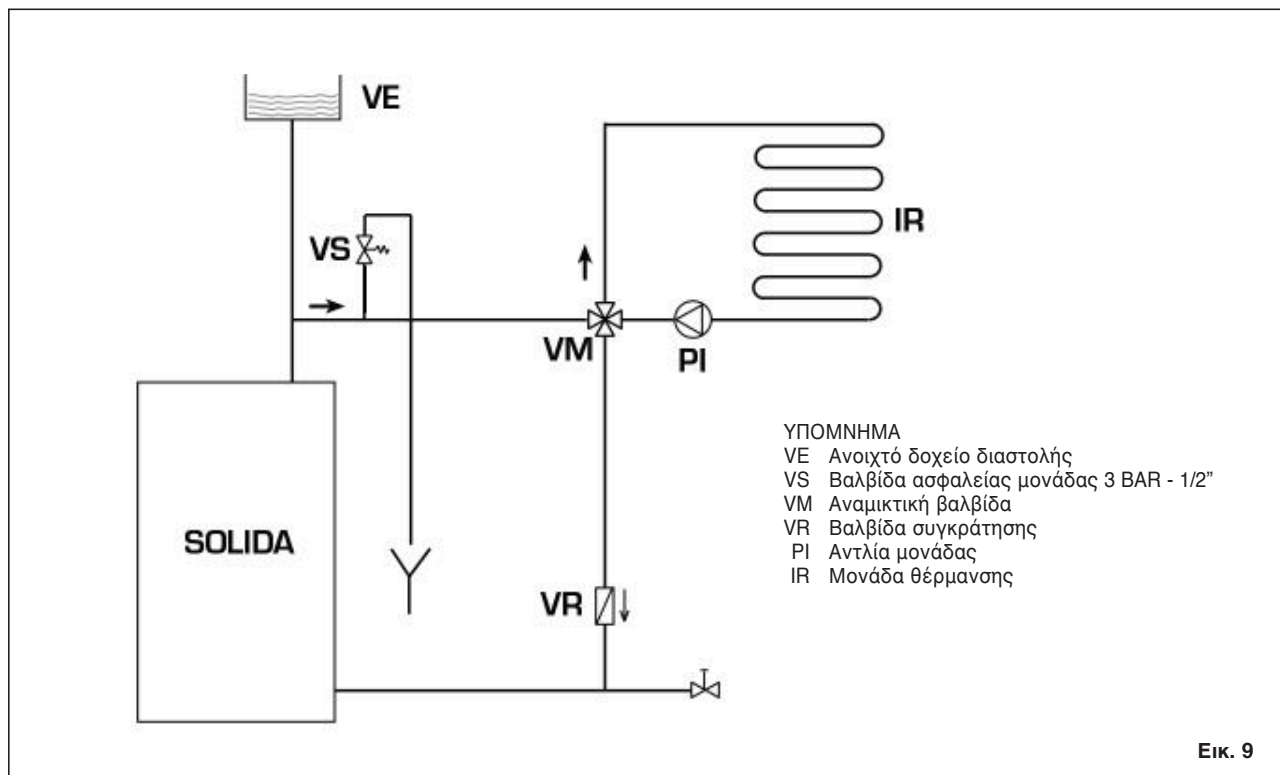 VE
VS
IR
VM
PI
SOLIDA
VR
ΥΠΟΜΝΗΜΑ
VE Ανοιχτό δοχείο διαστολής
VS Βαλβίδα ασφαλείας μονάδας 3 BAR - 1/2”
VM Αναμικτική βαλβίδα
VR Βαλβίδα συγκράτησης
PI Αντλία μονάδας
IR Μονάδα θέρμανσης
Εικ. 9